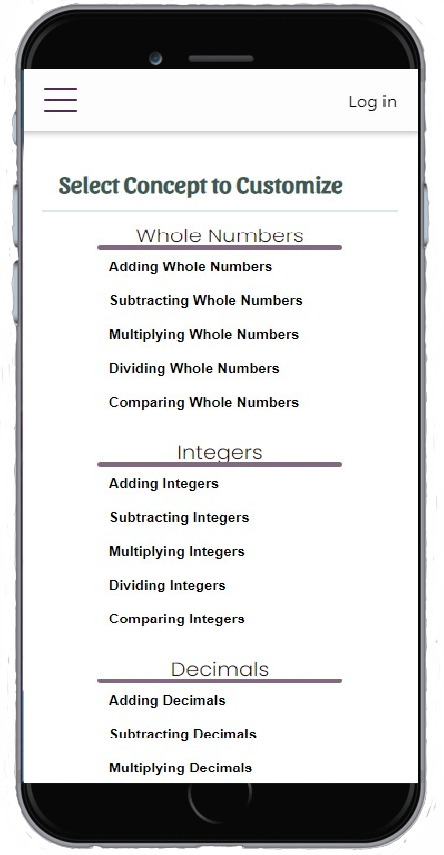 Log in
Select Concept to Customize
Whole Numbers
Adding Whole Numbers
Subtracting Whole Numbers
Multiplying Whole Numbers
Dividing Whole Numbers
Comparing Whole Numbers
Integers
Adding Integers
Subtracting Integers
Multiplying Integers
Dividing Integers
Comparing Integers
Decimals
Adding Decimals
Subtracting Decimals
Multiplying Decimals